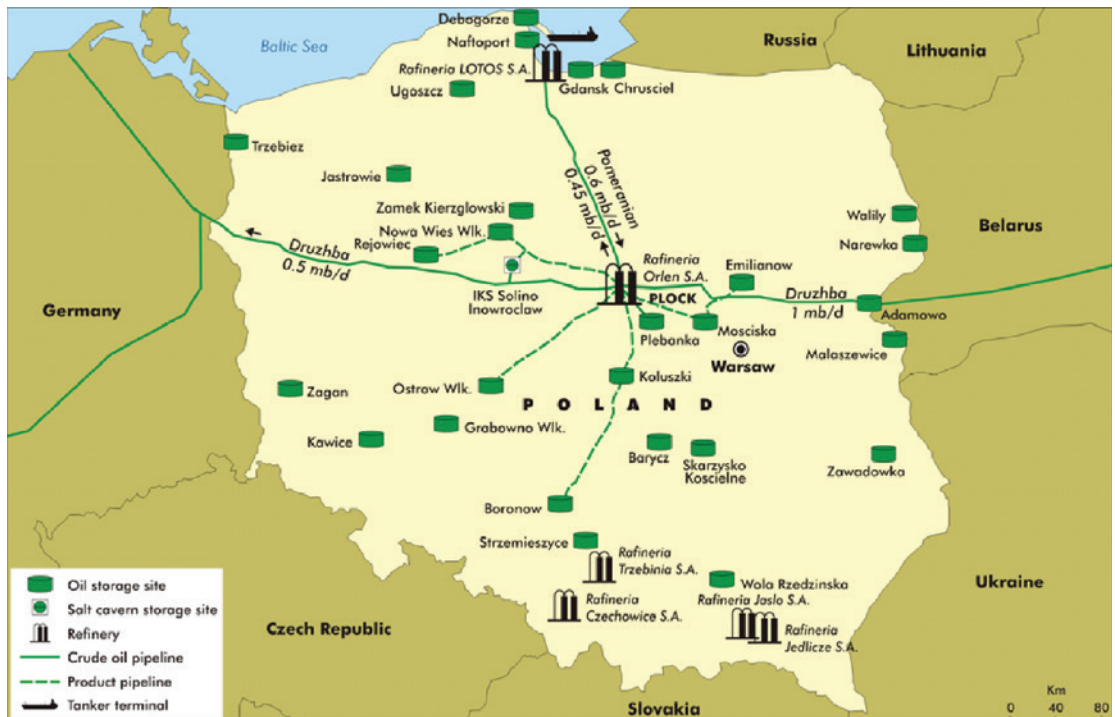 Debogorze
Baltic Sea
Naftoport
Russia
Lithuania
Rafineria LOTOS S.A.
Ugoszcz
Gdansk Chrusciel
Trzebiez
Jastrowie
Pomeranian
0.6 mb/d
0.45 mb/d
Zamek Kierzglowski
Nowa Wies Wlk.
Rejowiec
Walily
Narewka
Belarus
Druzhba
0.5 mb/d
Rafineria
Orlen S.A.
Emilianow
IKS Solino
Inowroclaw
PLOCK
Druzhba
1 mb/d
Adamowo
Germany
Plebanka
Mosciska
Warsaw
Malaszewice
Zagan
Ostrow Wlk.
Koluszki
POLAND
Grabowno Wlk.
Kawice
Barycz
Skarzysko
Koscielne
Zawadowka
Boronow
Strzemieszyce
Rafineria
Trzebinia S.A.
Wola Rzedzinska
Rafineria
Czechowice S.A.
Rafineria Jaslo S.A.
Rafineria
Jedlicze S.A.
Ukraine
Czech Republic
Slovakia
Oil storage site
Salt cavern storage site
Refinery
Crude oil pipeline
Product pipeline
Tanker terminal
Km
0 40 80